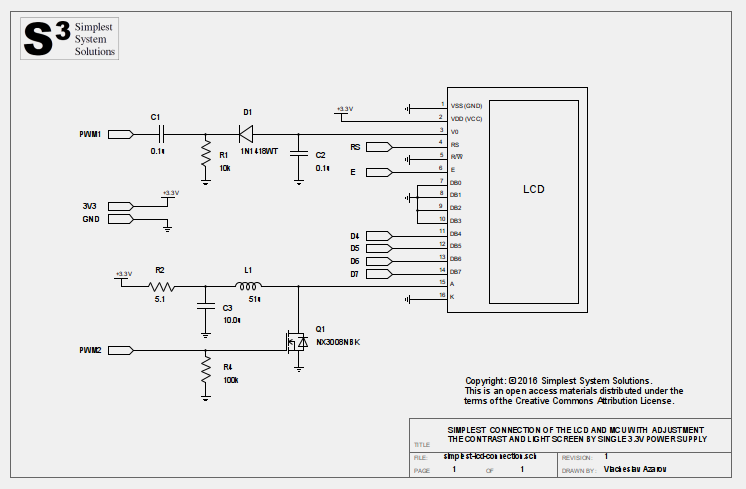 S3 Simplest
System
Solutions
C1
D1
PWM1
0.1u
R1
10k
1N1418WT
C2
0.1u
+3.3V
1 VSS (GND)
2 VDD (VCC)
3 V0
RS
4 RS
5 R/W
E
6 E
7 DB0
8 DB1
9 DB2
10 DB3
D4
11 DB4
D5
12 DB5
D6
13 DB6
D7
14 DB7
15 A
16 K
LCD
+3.3V
3V3
GND
+3.3V
R2
5.1
L1
51u
C3
10.0u
Q1
NX3008NBK
PWM2
R4
100k
Copyright: ©2016 Simplest System Solutions.
This is an open access materials distributed under the
terms of the Creative Commons Attribution License.
TITLE
SIMPLEST CONNECTION OF THE LCD AND MCU WITH ADJUSTMENT
THE CONTRAST AND LIGHT SCREEN BY SINGLE 3.3V POWER SUPPLY
FILE: simplest-lcd-connection.sch
REVISION: 1
PAGE 1 OF 1
DRAWN BY: Viacheslav Azarov